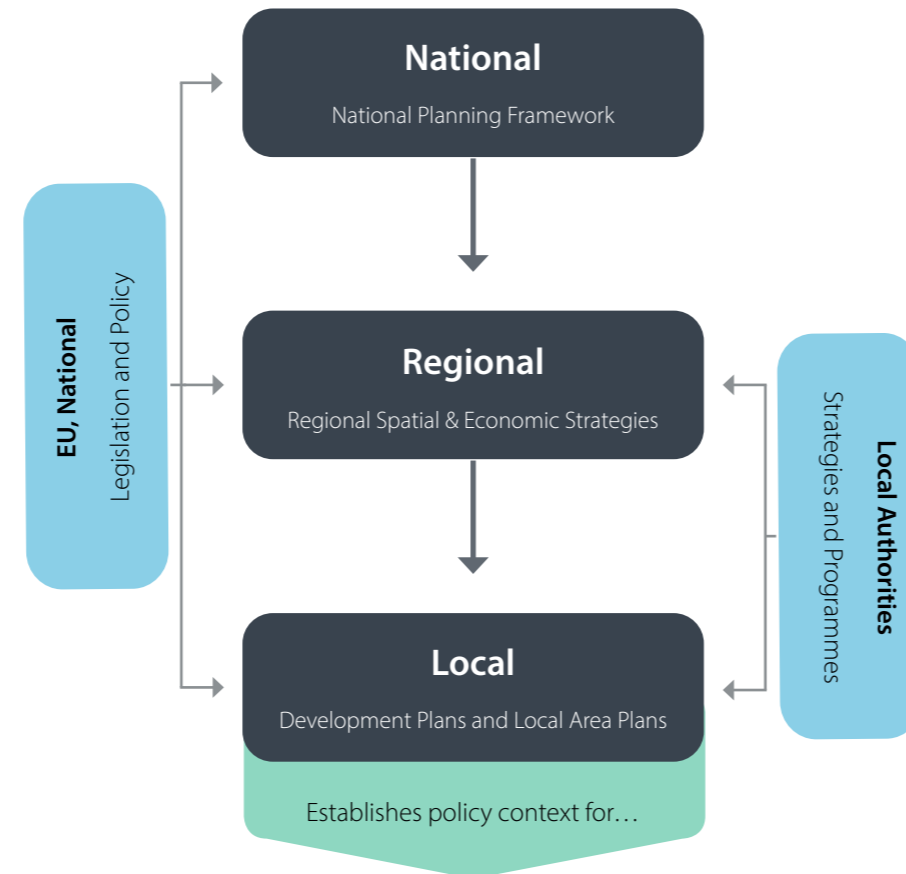 National
National Planning Framework
EU, National
Legislation and Policy
Regional
Regional Spatial & Economic Strategies
Local Authorities
Strategies and Programmes
Local
Development Plans and Local Area Plans
Establishes policy context for…